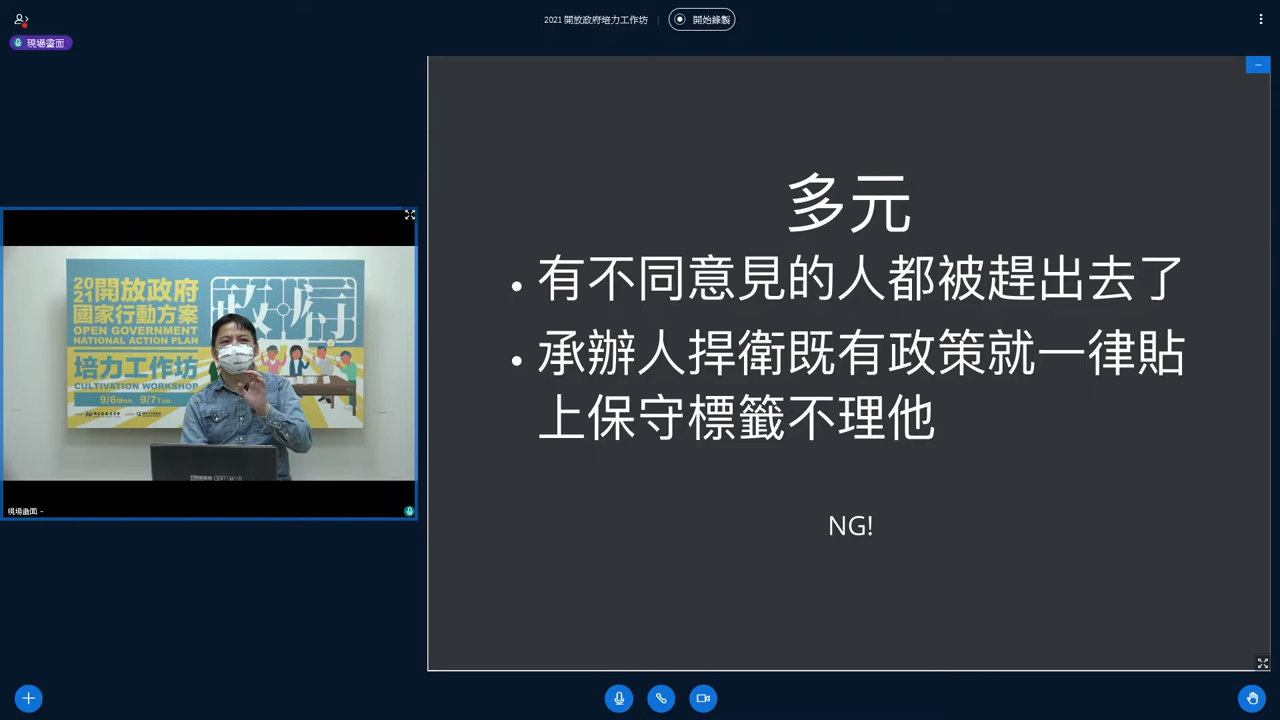 2021 開放政府培力工作坊
開始錄製
現場畫面
多元
有不同意見的人都被趕出去了
承辦人捍衛既有政策就一律貼
上保守標籤不理他
NG!
2021開放政府
國家行動方案
OPEN GOVERNMENT
NATIONAL ACTION PLAN
培力工作坊
CULTIVATION WORKSHOP
9/6Mon. 9/7Tue.
現場畫面